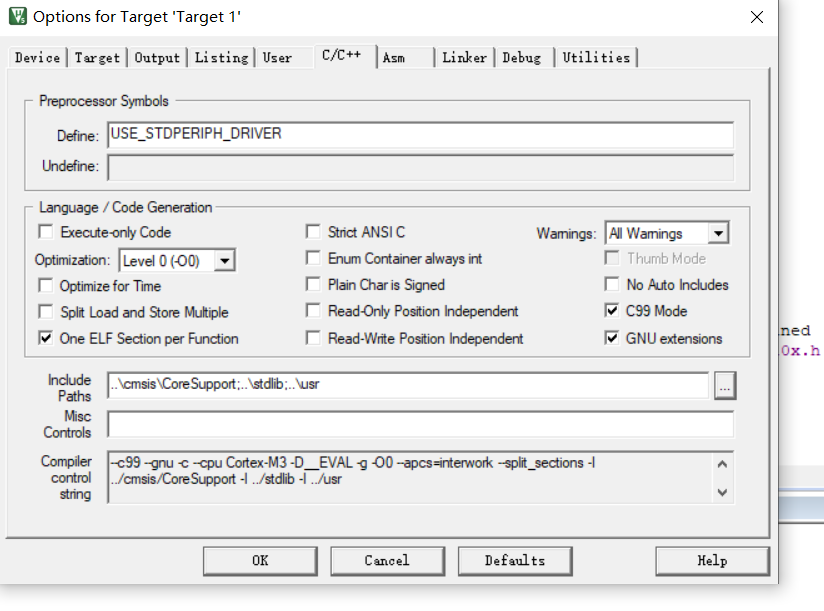 Options for Target 'Target 1'
Device Target Output Listing User C/C++ Asm Linker Debug Utilities
Preprocessor Symbols
Define: USE_STDPERIPH_DRIVER
Undefine:
Language / Code Generation
Execute-only Code Strict ANSI C Warnings: All Warnings
Optimization: Level 0 (-O0) Enum Container always int Thumb Mode
Optimize for Time Plain Char is Signed No Auto Includes
Split Load and Store Multiple Read-Only Position Independent C99 Mode
One ELF Section per Function Read-Write Position Independent GNU extensions
ned
0x.h
Include Paths ..\cmsis\CoreSupport;..\stdlib;..\usr ...
Misc Controls
Compiler control string --c99 --gnu -c --cpu Cortex-M3 -D__EVAL -g -O0 --apcs=interwork --split_sections -I
../cmsis/CoreSupport -I ../stdlib -I ../usr
OK Cancel Defaults Help